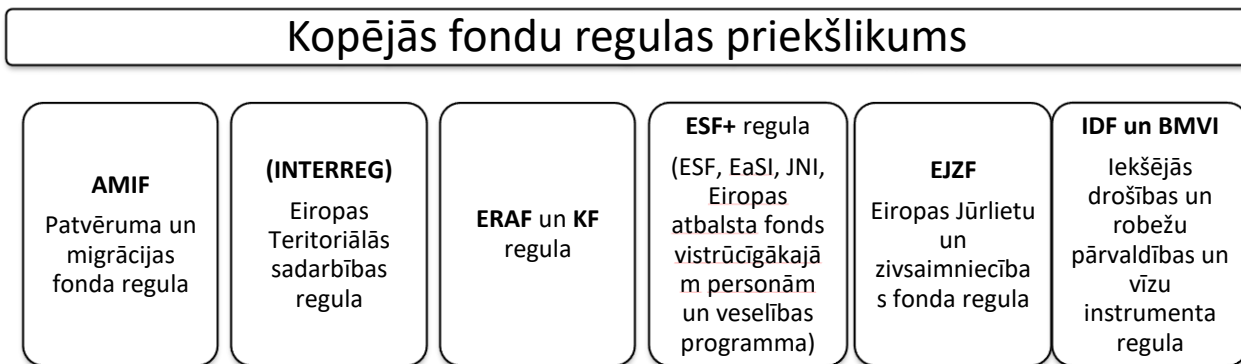 Kopējās fondu regulas priekšlikums
AMIF
Patvēruma un
migrācijas
fonda regula
(INTERREG)
Eiropas
Teritoriālās
sadarbības
regula
ERAF un KF
regula
ESF+ regula
(ESF, EaSI, JNI,
Eiropas
atbalsta fonds
vistrūcīgākajā
m personām
un veselības
programma)
EJZF
Eiropas Jūrlietu
un
zivsaimniecība
s fonda regula
IDF un BMVI
Iekšējās
drošības un
robežu
pārvaldības un
vīzu
instrumenta
regula